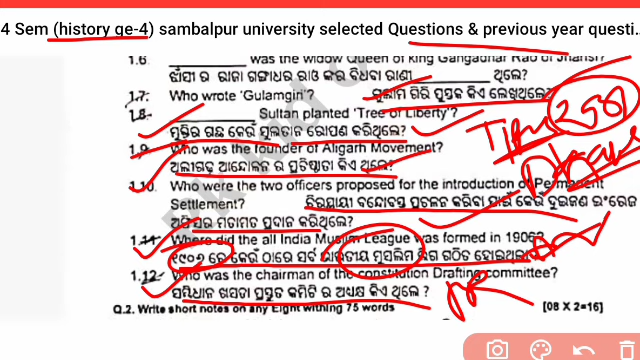 4 Sem (history ge-4) sambalpur university selected Questions & previous year questi..
1.6 was the widow Queen of king Gangadhar Rao of Jhansi?
ଝାଁସୀ ର ରାଜା ଗଙ୍ଗାଧର ରାଓ ଙ୍କର ବିଧବା ରାଣୀ ଥିଲେ?
1.7. Who wrote 'Gulamgiri'? ଗୁଲାମ ଗିରି ପୁସ୍ତକ କିଏ ଲେଖିଥିଲେ?
1.8. Sultan planted 'Tree of Liberty'?
ମୁକ୍ତିର ଗଛ କେଉଁ ସୁଲତାନ ରୋପଣ କରିଥିଲେ?
1.9 Who was the founder of Aligarh Movement?
ଅଲୀଗଡ଼ ଆନ୍ଦୋଳନ ର ପ୍ରତିଷ୍ଠାତା କିଏ ଥିଲେ?
1.10. Who were the two officers proposed for the introduction of Permanent
Settlement? ଚିରସ୍ଥାୟୀ ବନ୍ଦୋବସ୍ତ ପ୍ରଚଳନ କରିବା ପାଇଁ କେଉଁ ଦୁଇଜଣ ଇଂରେଜ
ଅଫିସର ମତାମତ ପ୍ରଦାନ କରିଥିଲେ?
1.11 Where did the all India Muslim League was formed in 1906?
୧୯୦୬ ରେ କେଉଁ ଠାରେ ସର୍ବ ଭାରତୀୟ ମୁସଲିମ ଲିଗ ଗଠିତ ହୋଇଥିଲା
1.12 Who was the chairman of the constitution Drafting committee?
ସମ୍ବିଧାନ ଖସଡା ପ୍ରସ୍ତୁତ କମିଟି ର ଅଧ୍ୟକ୍ଷ କିଏ ଥିଲେ?
Q.2. Write short notes on any Eight withing 75 words [08 X 2=16]